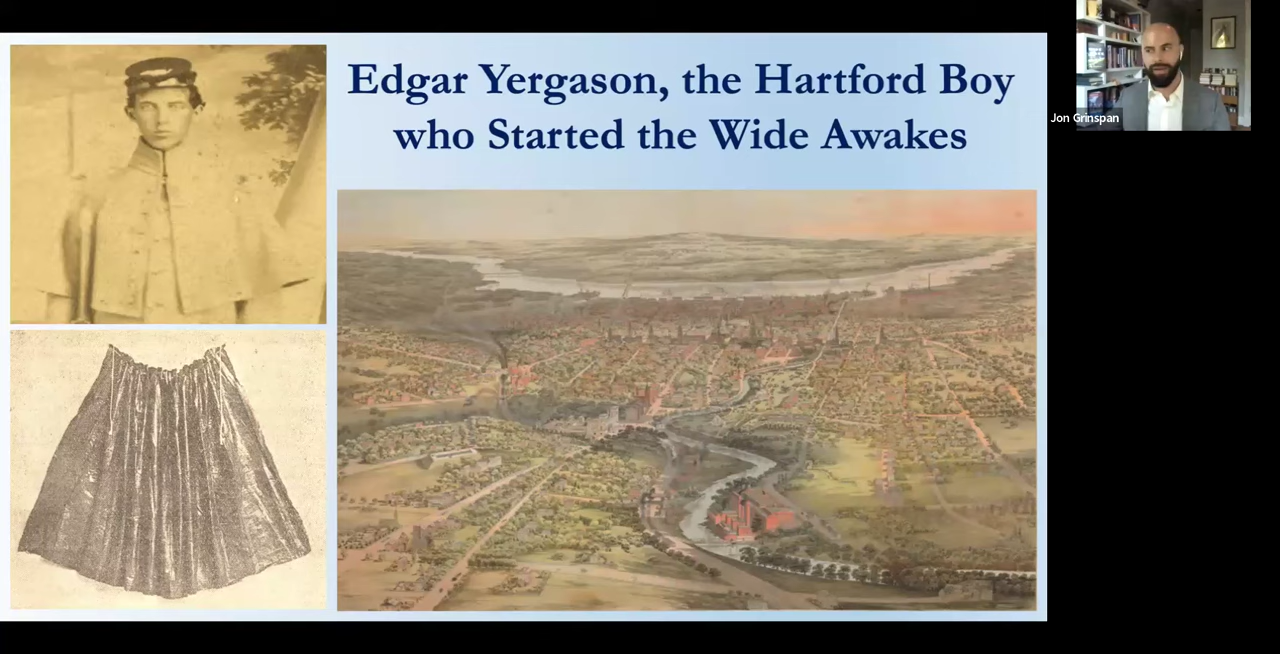 Edgar Yergason, the Hartford Boy
who Started the Wide Awakes
Jon Grinspan